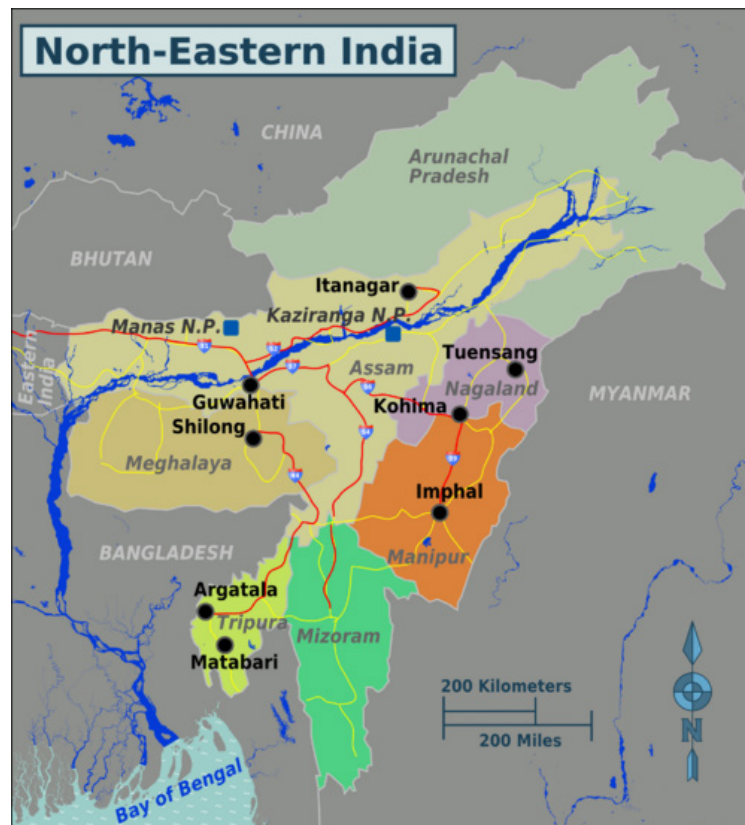 North-Eastern India
CHINA
Arunachal
Pradesh
BHUTAN
Itanagar
Kaziranga N.P.
Manas N.P.
Eastern
India
Assam
Tuensang
Nagaland
MYANMAR
Guwahati
Kohima
Shilong
Meghalaya
Imphal
BANGLADESH
Manipur
Argatala
Tripura
Mizoram
Matabari
200 Kilometers
200 Miles
N
Bay of Bengal